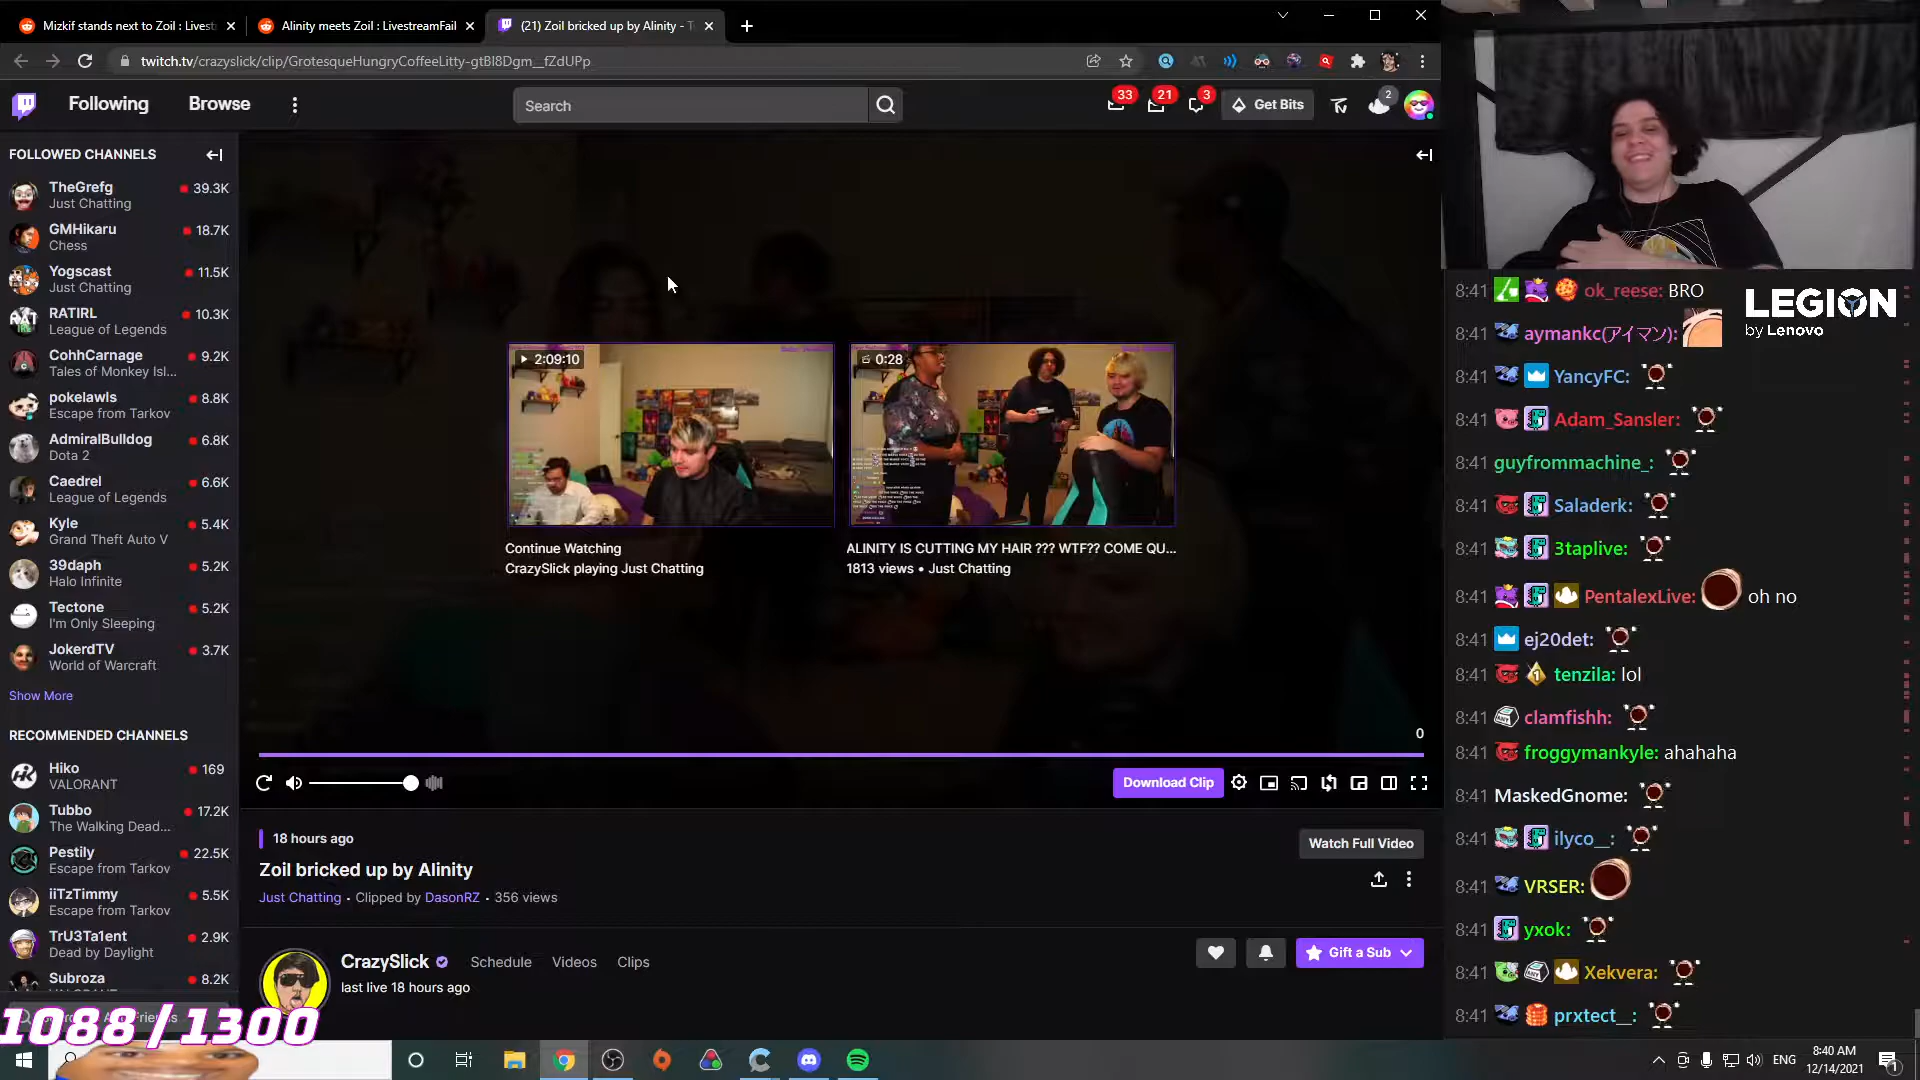 Mizkif stands next to Zoil : Livest
Alinity meets Zoil : LivestreamFail
(21) Zoil bricked up by Alinity - T
twitch.tv/crazyslick/clip/GrotesqueHungryCoffeeLitty-gtBl8Dgm__fZdUPp
Following
Browse
Search
33
21
3
Get Bits
2
FOLLOWED CHANNELS
TheGrefg
39.3K
Just Chatting
GMHikaru
18.7K
Chess
Yogscast
11.5K
Just Chatting
RATIRL
10.3K
League of Legends
CohhCarnage
9.2K
Tales of Monkey Isl...
pokelawls
8.8K
Escape from Tarkov
AdmiralBulldog
6.8K
Dota 2
Caedrel
6.6K
League of Legends
Kyle
5.4K
Grand Theft Auto V
39daph
5.2K
Halo Infinite
Tectone
5.2K
I'm Only Sleeping
JokerdTV
3.7K
World of Warcraft
Show More
RECOMMENDED CHANNELS
Hiko
169
VALORANT
Tubbo
17.2K
The Walking Dead...
Pestily
22.5K
Escape from Tarkov
iiTzTimmy
5.5K
Escape from Tarkov
TrU3Ta1ent
2.9K
Dead by Daylight
Subroza
8.2K
1088/1300
2:09:10
Continue Watching
CrazySlick playing Just Chatting
0:28
ALINITY IS CUTTING MY HAIR ??? WTF?? COME QU...
1813 views • Just Chatting
0
Download Clip
18 hours ago
Watch Full Video
Zoil bricked up by Alinity
Just Chatting • Clipped by DasonRZ • 356 views
CrazySlick
Schedule
Videos
Clips
Gift a Sub
last live 18 hours ago
8:41 ok_reese: BRO
LEGION
by Lenovo
8:41 aymankc(アイマン):
8:41 YancyFC:
8:41 Adam_Sansler:
8:41 guyfrommachine_:
8:41 Saladerk:
8:41 3taplive:
8:41 PentalexLive: oh no
8:41 ej20det:
8:41 tenzila: lol
8:41 clamfishh:
8:41 froggymankyle: ahahaha
8:41 MaskedGnome:
8:41 ilyco__:
8:41 VRSER:
8:41 yxok:
8:41 Xekvera:
8:41 prxtect__:
ENG
8:40 AM
12/14/2021
1